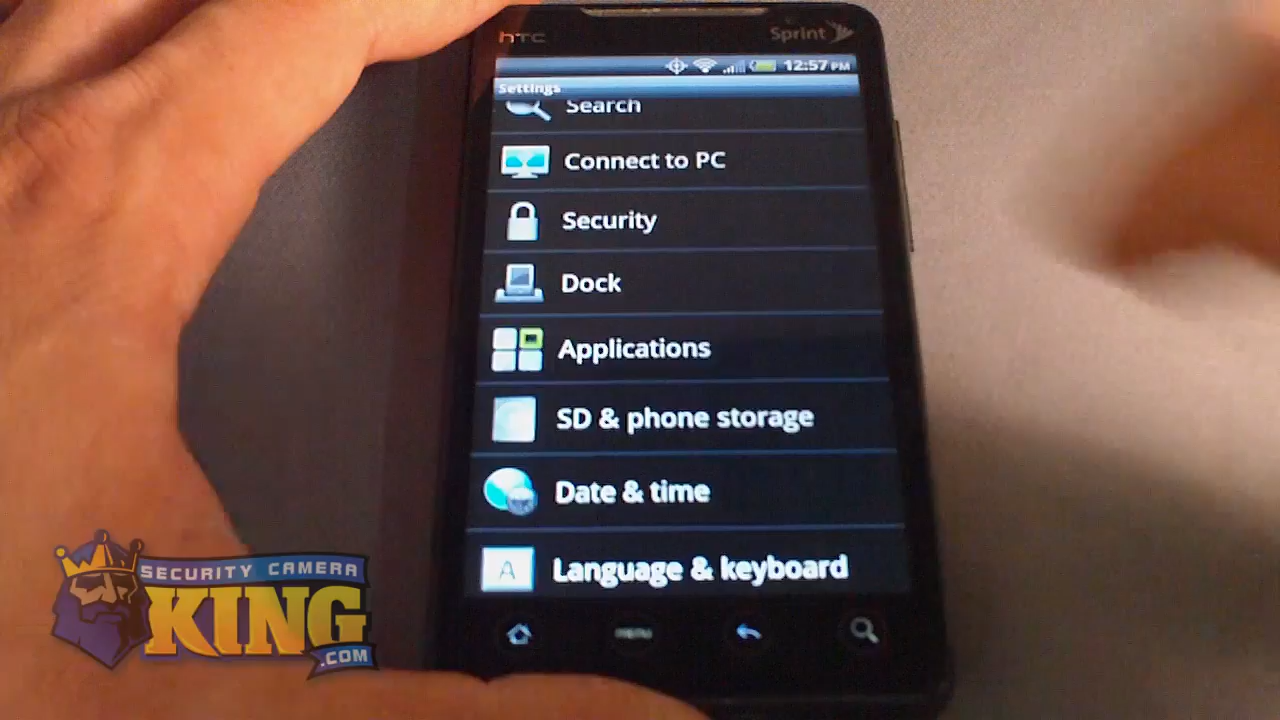 hTC
Sprint
12:57 PM
Settings
Search
Connect to PC
Security
Dock
Applications
SD & phone storage
Date & time
A
Language & keyboard
MENU
SECURITY CAMERA
KING
.COM